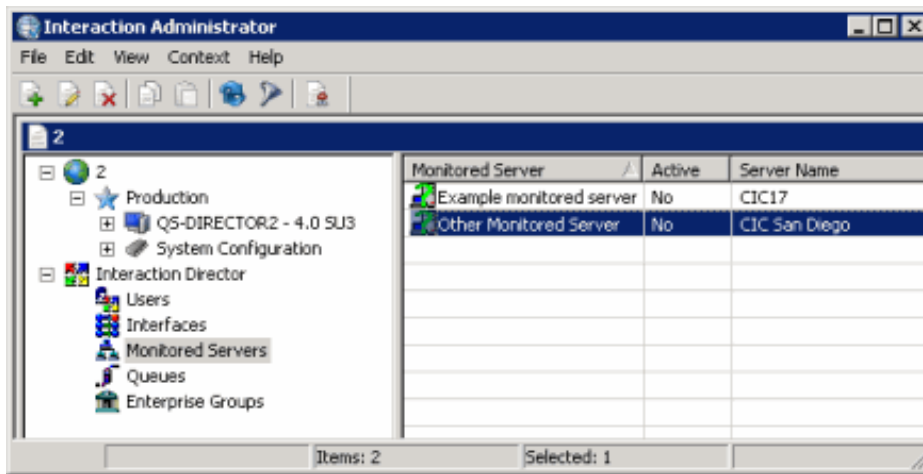 Interaction Administrator
File Edit View Context Help
2
2
Production
QS-DIRECTOR2 - 4.0 SU3
System Configuration
Interaction Director
Users
Interfaces
Monitored Servers
Queues
Enterprise Groups
Monitored Server Active Server Name
Example monitored server No CIC17
Other Monitored Server No CIC San Diego
Items: 2 Selected: 1